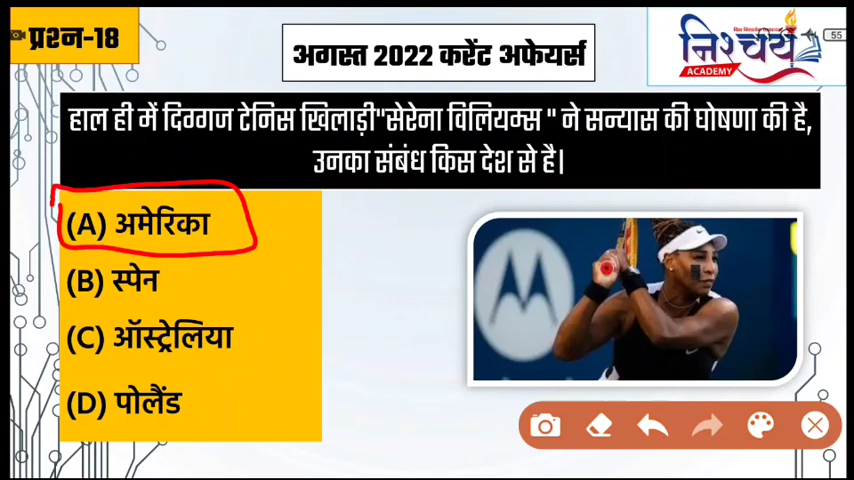 प्रश्न-18
अगस्त 2022 करेंट अफेयर्स
निश्चय
ACADEMY
55
हाल ही में दिग्गज टेनिस खिलाड़ी"सेरेना विलियम्स " ने सन्यास की घोषणा की है,
उनका संबंध किस देश से है।
(A) अमेरिका
(B) स्पेन
(C) ऑस्ट्रेलिया
(D) पोलैंड